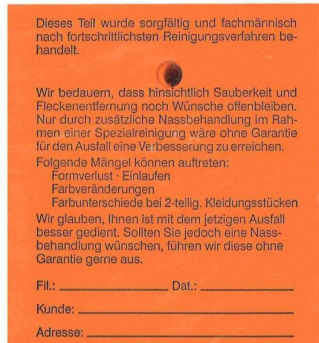 Dieses Teil wurde sorgfältig und fachmännisch
nach fortschrittlichsten Reinigungsverfahren be-
handelt.
Wir bedauern, dass hinsichtlich Sauberkeit und
Fleckenentfernung noch Wünsche offenbleiben.
Nur durch zusätzliche Nassbehandlung im Rah-
men einer Spezialreinigung wäre ohne Garantie
für den Ausfall eine Verbesserung zu erreichen.
Folgende Mängel können auftreten:
Formverlust · Einlaufen
Farbveränderungen
Farbunterschiede bei 2-teilig. Kleidungsstücken
Wir glauben, Ihnen ist mit dem jetzigen Ausfall
besser gedient. Sollten Sie jedoch eine Nass-
behandlung wünschen, führen wir diese ohne
Garantie gerne aus.
Fil.: Dat.:
Kunde:
Adresse: